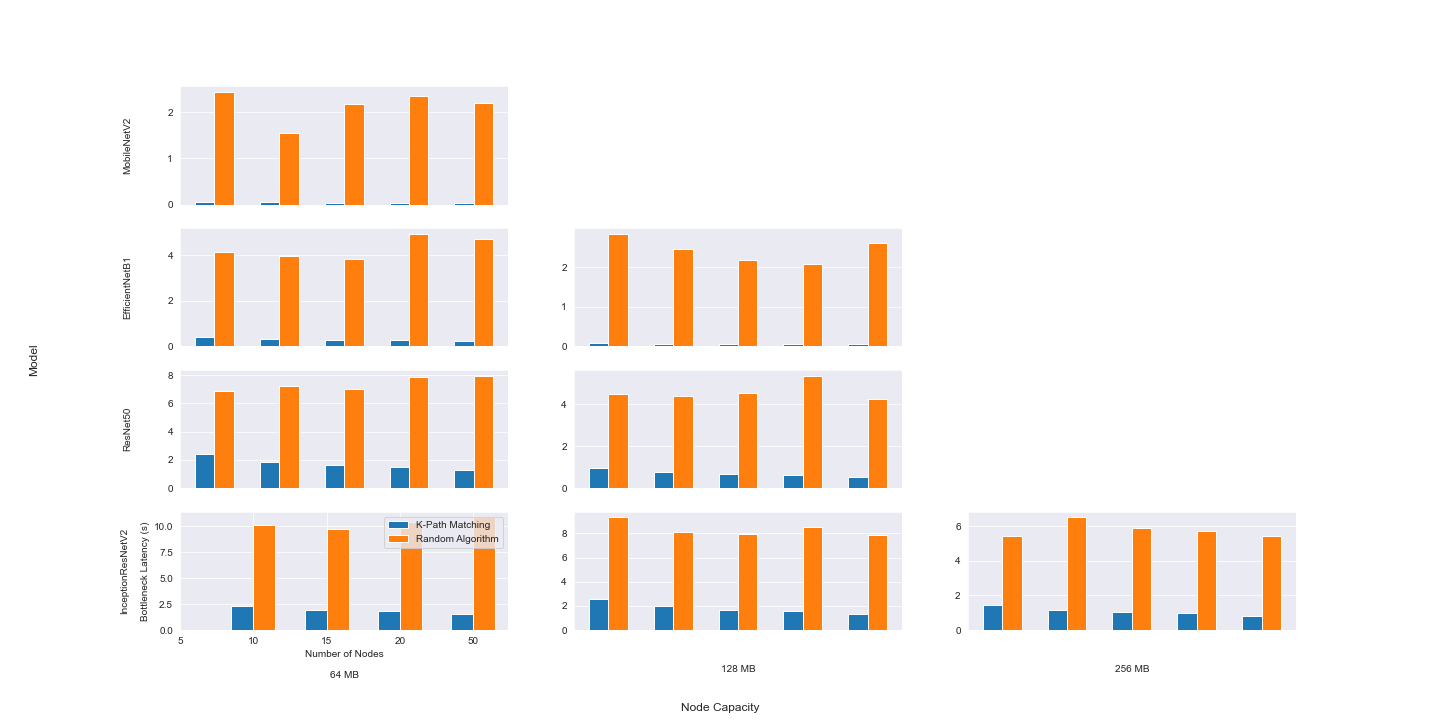 MobileNetV2
2
1
0
EfficientNetB1
4
2
0
2
1
0
Model
ResNet50
8
6
4
2
0
4
2
0
InceptionResNetV2
Bottleneck Latency (s)
10.0
7.5
5.0
2.5
0.0
K-Path Matching
Random Algorithm
8
6
4
2
0
6
4
2
0
5 10 15 20 50
Number of Nodes
64 MB
128 MB
256 MB
Node Capacity